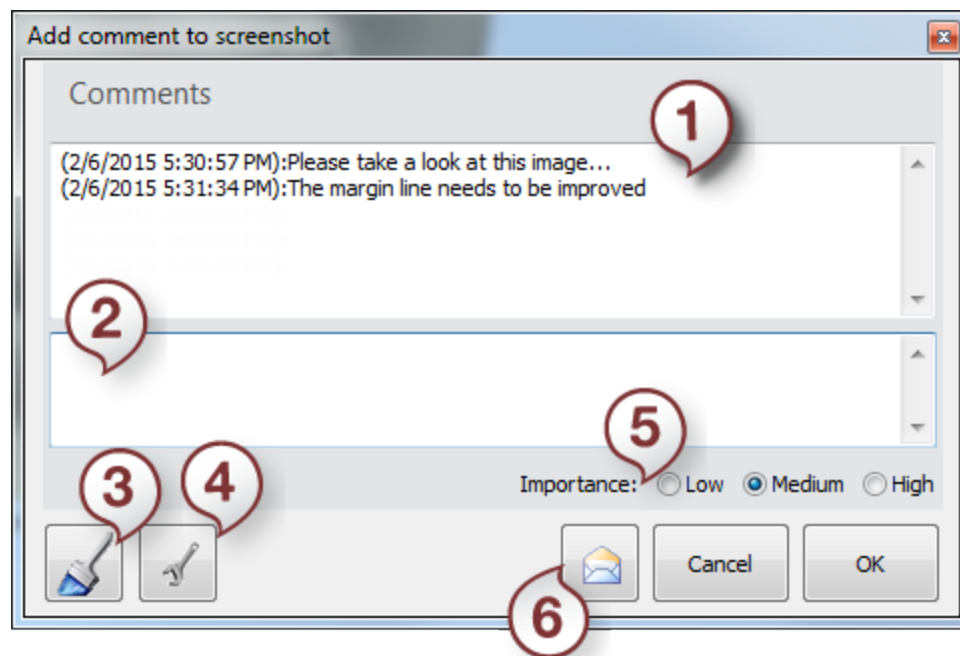 Add comment to screenshot
Comments
1
(2/6/2015 5:30:57 PM):Please take a look at this image...
(2/6/2015 5:31:34 PM):The margin line needs to be improved
2
5
3
4
Importance: Low Medium High
Cancel
OK
6